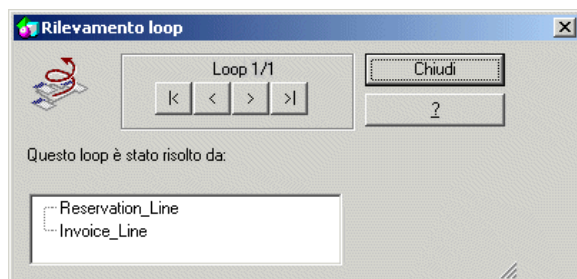 Rilevamento loop
Loop 1/1
|< < > >|
Chiudi
?
Questo loop è stato risolto da:
Reservation_Line
Invoice_Line